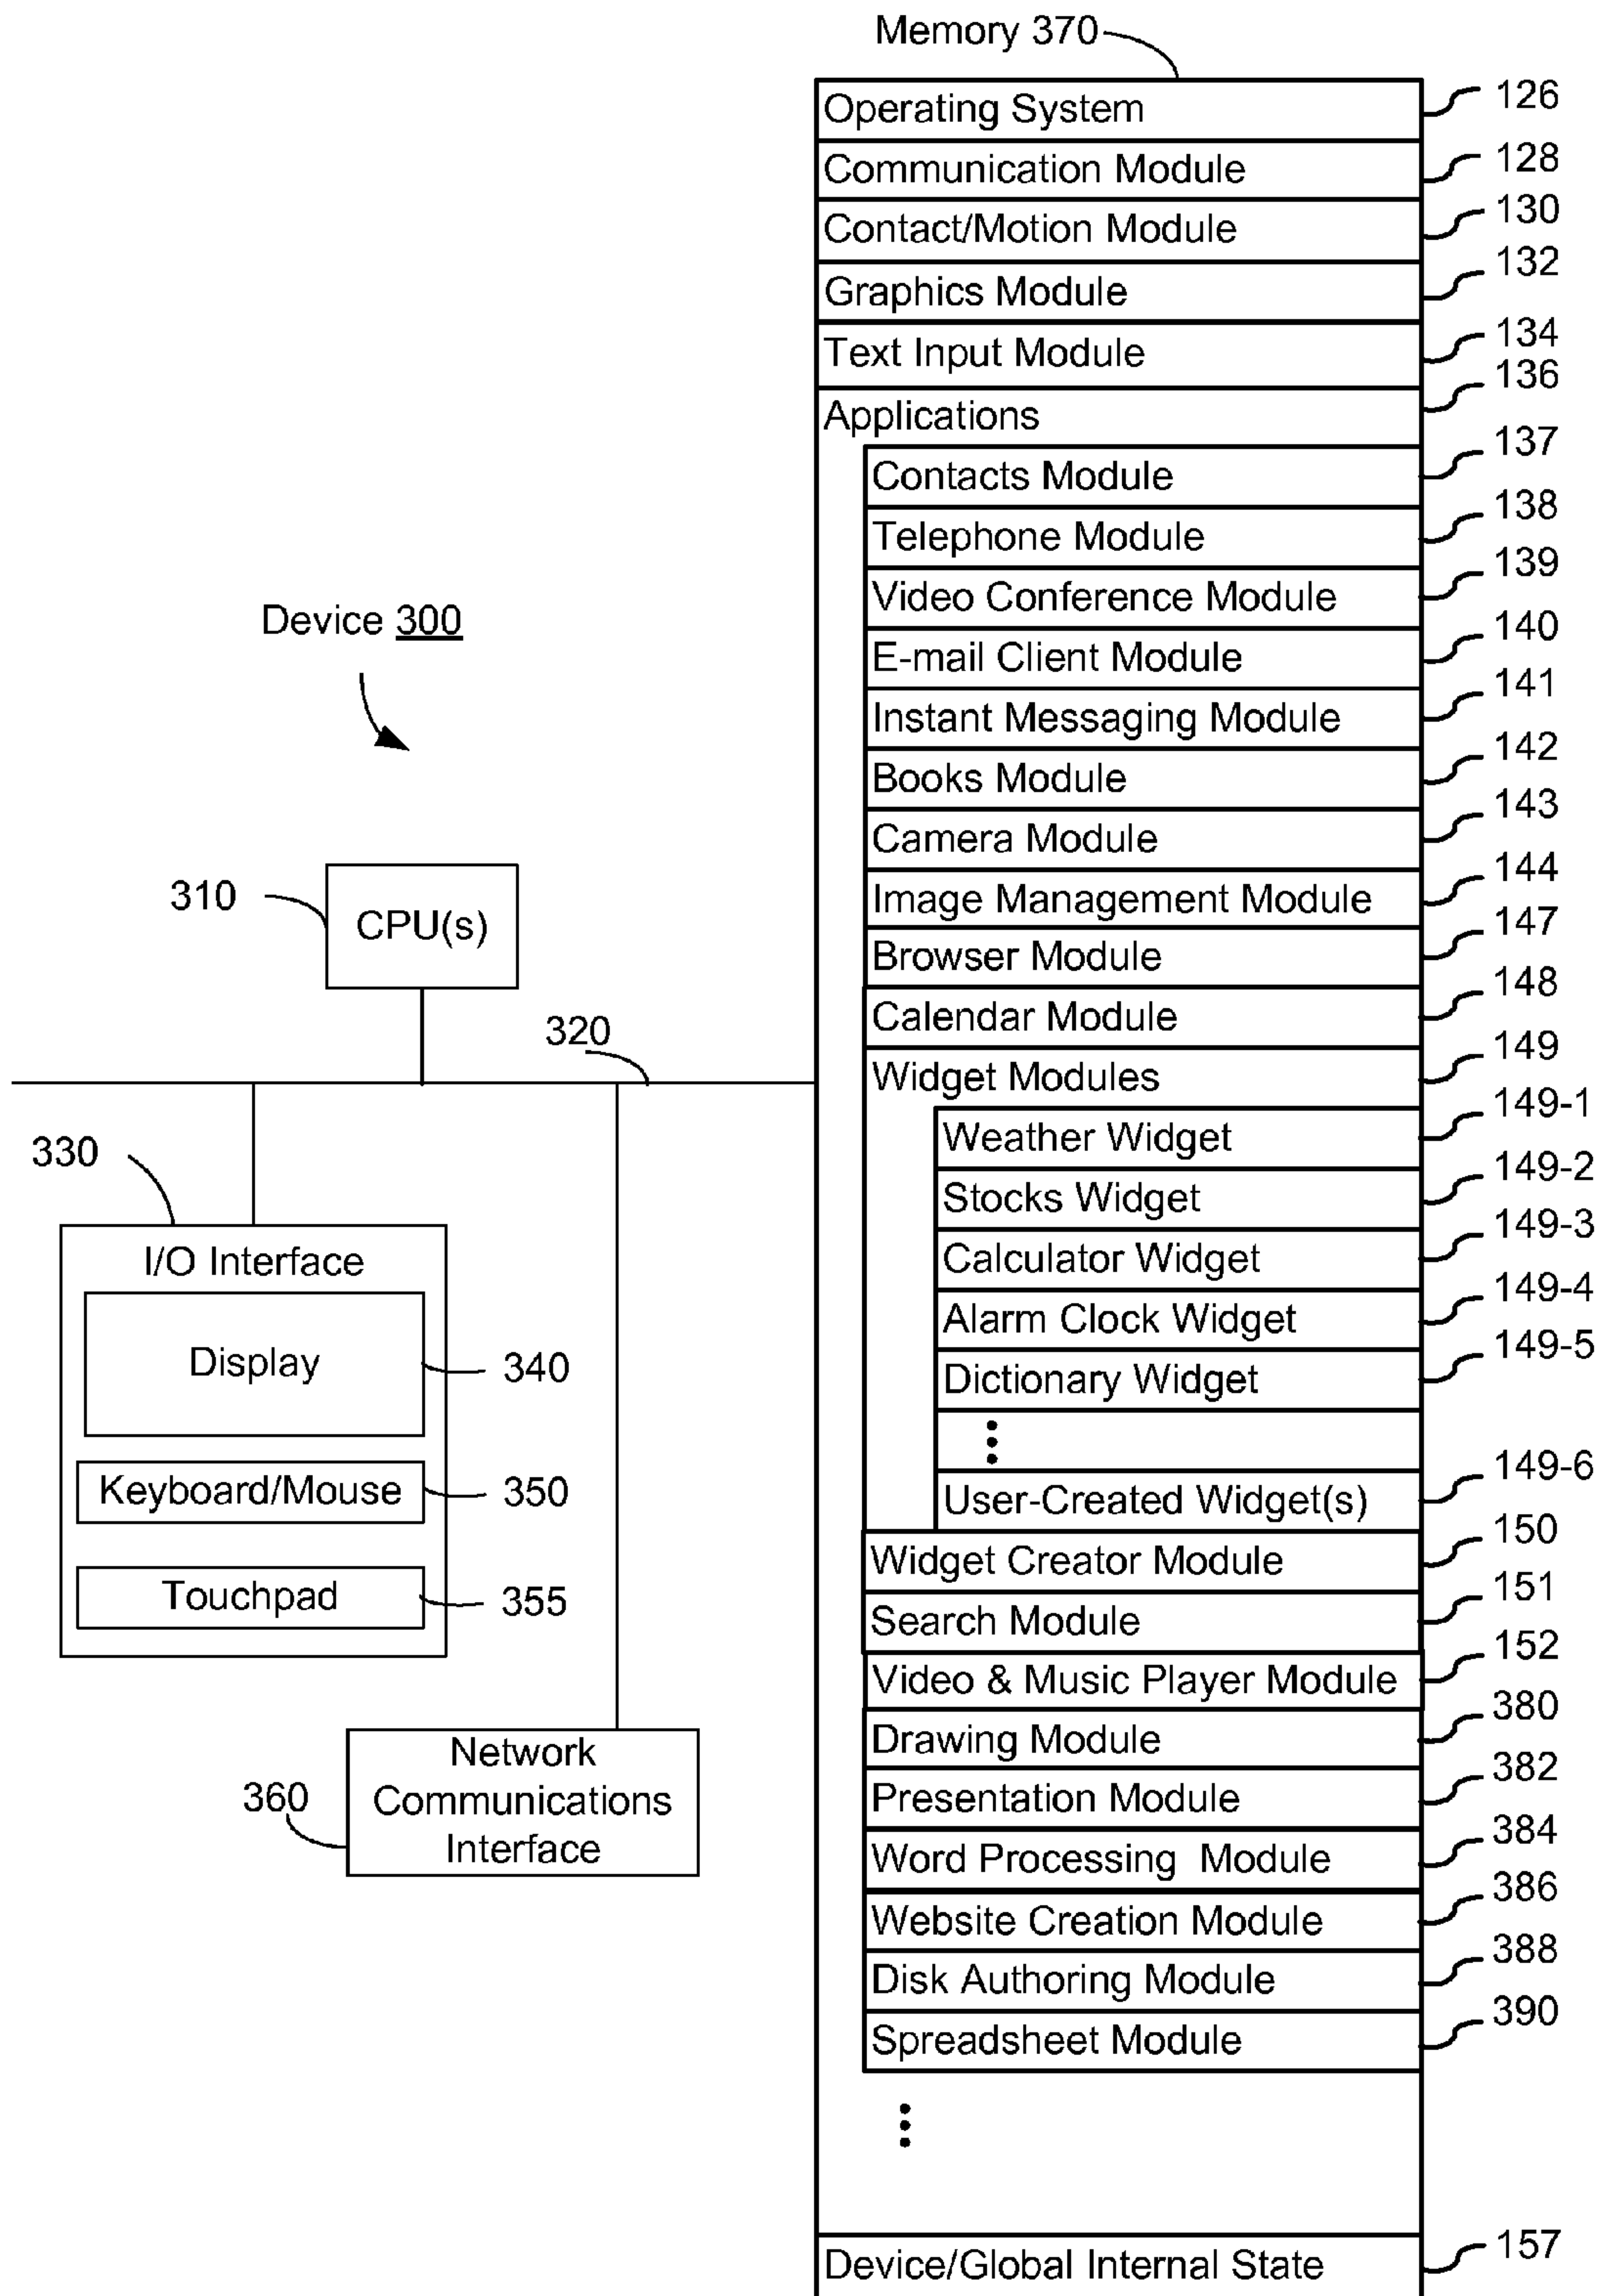 Memory 370
Operating System
126
Communication Module
128
Contact/Motion Module
130
Graphics Module
132
Text Input Module
134
Applications
136
Contacts Module
137
Telephone Module
138
Video Conference Module
139
E-mail Client Module
140
Instant Messaging Module
141
Books Module
142
Camera Module
143
Image Management Module
144
Browser Module
147
Calendar Module
148
Widget Modules
149
Weather Widget
149-1
Stocks Widget
149-2
Calculator Widget
149-3
Alarm Clock Widget
149-4
Dictionary Widget
149-5
User-Created Widget(s)
149-6
Widget Creator Module
150
Search Module
151
Video & Music Player Module
152
Drawing Module
380
Presentation Module
382
Word Processing Module
384
Website Creation Module
386
Disk Authoring Module
388
Spreadsheet Module
390
Device/Global Internal State
157
Device 300
310
CPU(s)
320
330
I/O Interface
Display
340
Keyboard/Mouse
350
Touchpad
355
360
Network
Communications
Interface